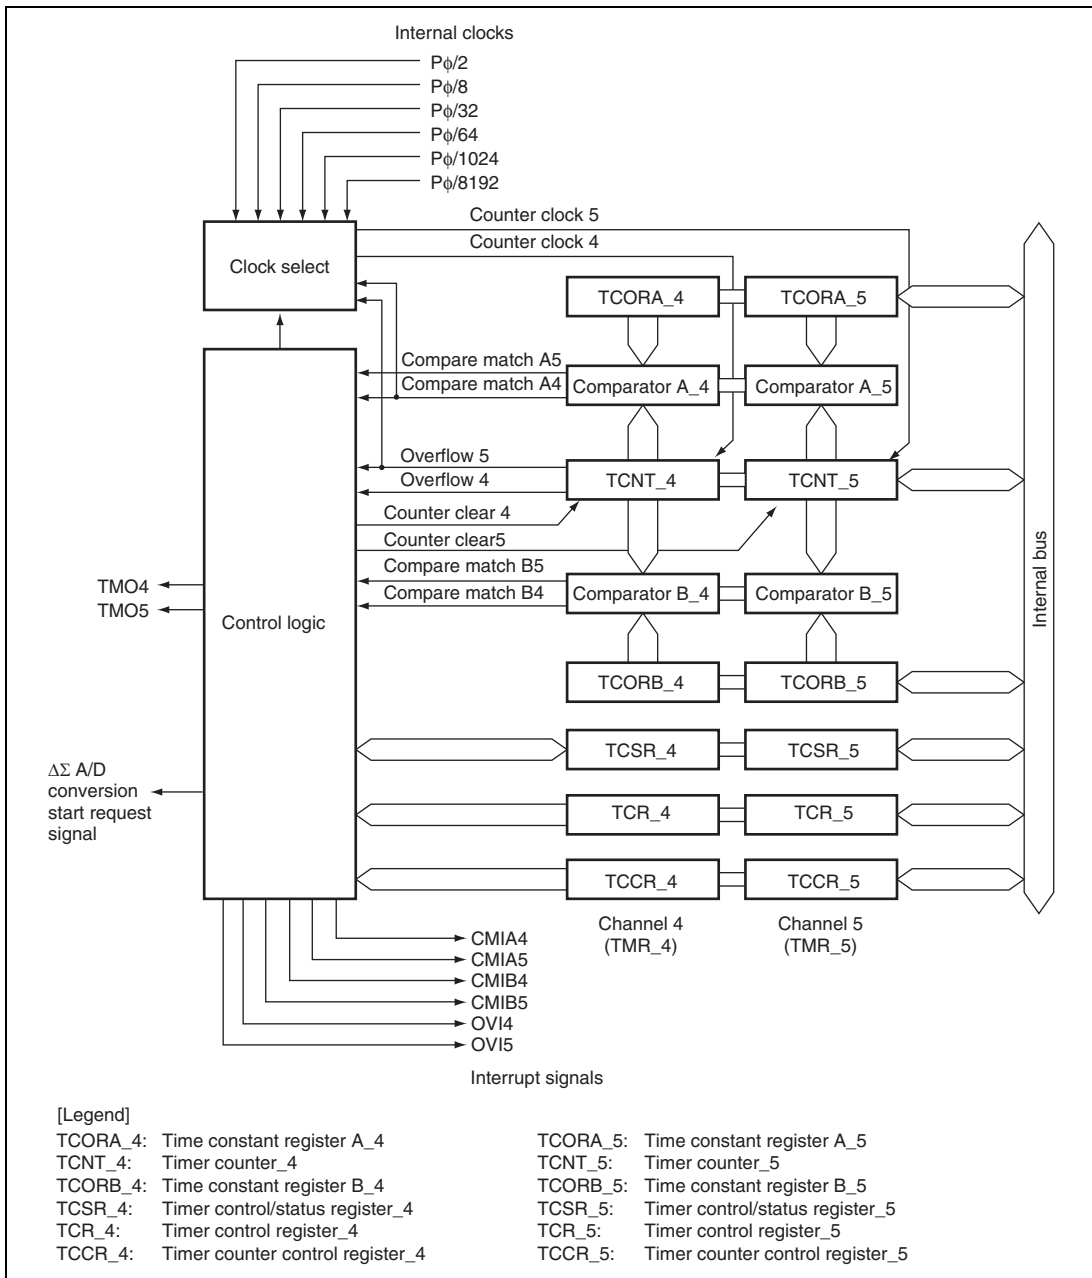 Internal clocks
Pϕ/2
Pϕ/8
Pϕ/32
Pϕ/64
Pϕ/1024
Pϕ/8192
Counter clock 5
Counter clock 4
Clock select
TCORA_4
TCORA_5
Compare match A5
Compare match A4
Comparator A_4
Comparator A_5
Overflow 5
Overflow 4
TCNT_4
TCNT_5
Counter clear 4
Counter clear5
Compare match B5
Compare match B4
Comparator B_4
Comparator B_5
TMO4
TMO5
Control logic
Internal bus
TCORB_4
TCORB_5
TCSR_4
TCSR_5
ΔΣ A/D
conversion
start request
signal
TCR_4
TCR_5
TCCR_4
TCCR_5
Channel 4
(TMR_4)
Channel 5
(TMR_5)
CMIA4
CMIA5
CMIB4
CMIB5
OVI4
OVI5
Interrupt signals
[Legend]
TCORA_4: Time constant register A_4
TCNT_4: Timer counter_4
TCORB_4: Time constant register B_4
TCSR_4: Timer control/status register_4
TCR_4: Timer control register_4
TCCR_4: Timer counter control register_4
TCORA_5: Time constant register A_5
TCNT_5: Timer counter_5
TCORB_5: Time constant register B_5
TCSR_5: Timer control/status register_5
TCR_5: Timer control register_5
TCCR_5: Timer counter control register_5